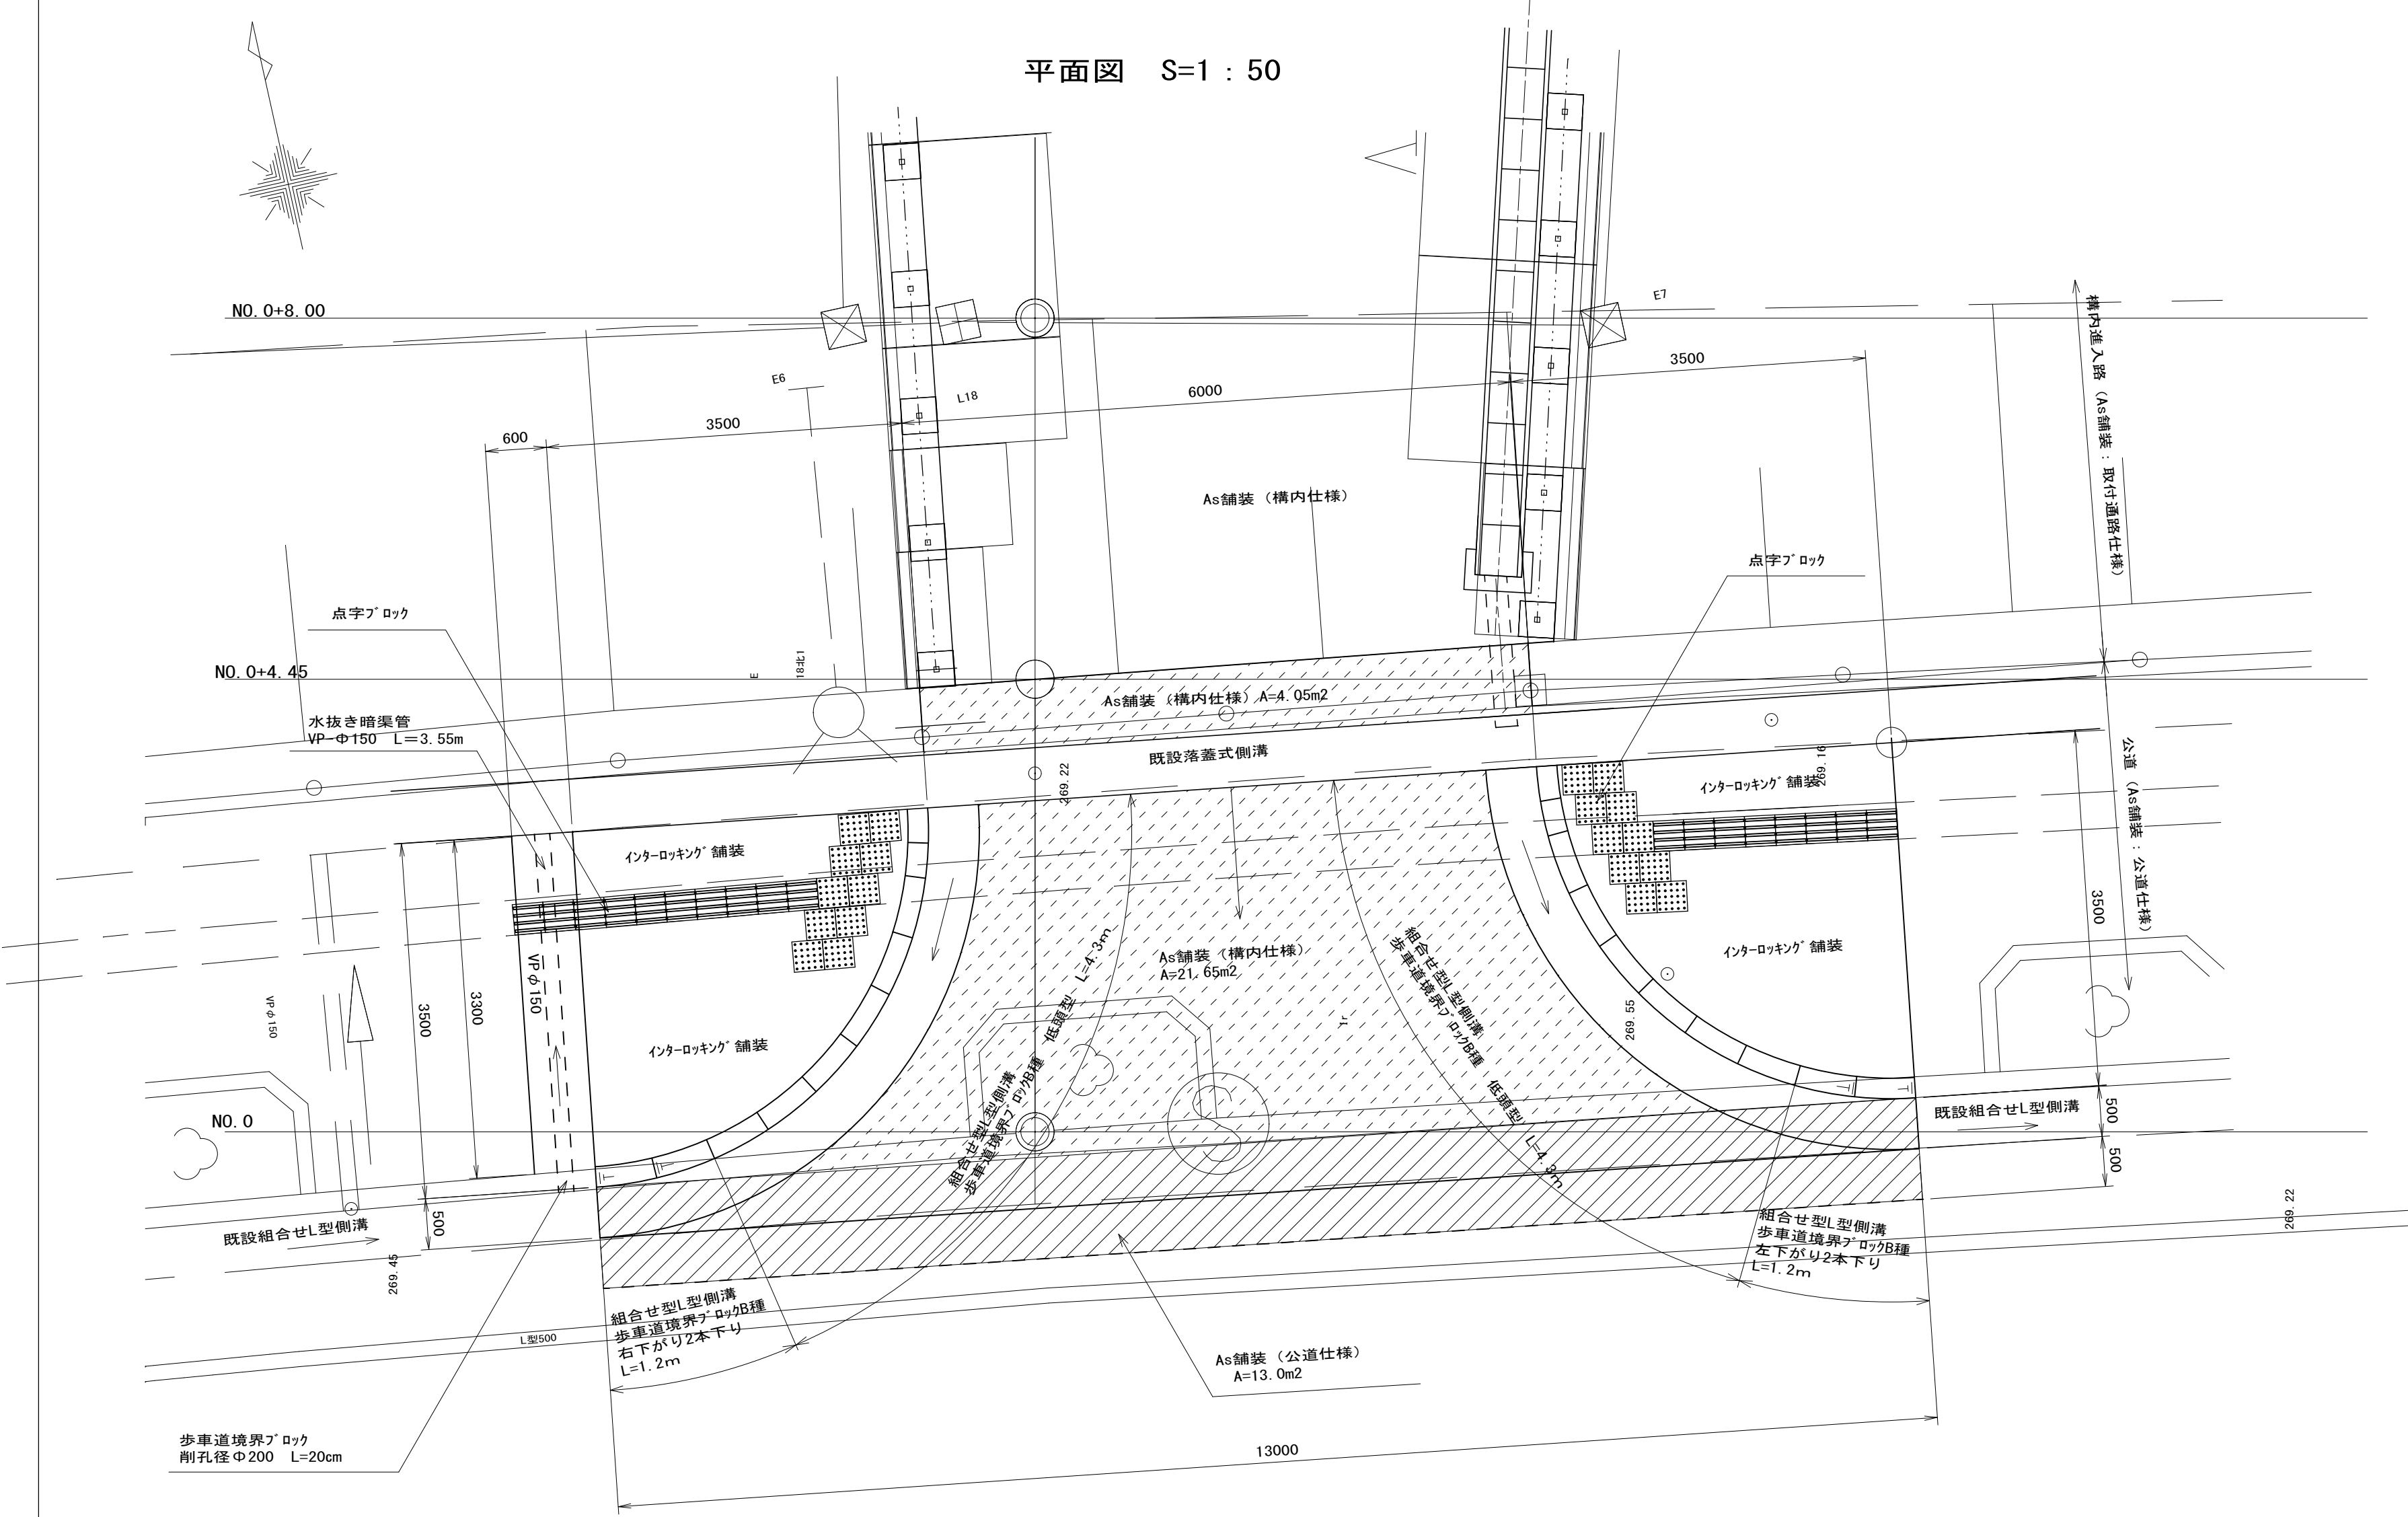 平面図　S=1：50
NO.0+8.00
E7
3500
6000
E6
L18
3500
600
構内進入路（As舗装：取付通路仕様）
As舗装（構内仕様）
点字ﾌﾞﾛｯｸ
点字ﾌﾞﾛｯｸ
NO.0+4.45
E
As舗装（構内仕様）A=4.05m2
水抜き暗渠管
VP-Φ150　L＝3.55m
既設落蓋式側溝
269.22
269.16
公道（As舗装：公道仕様）
ｲﾝﾀｰﾛｯｷﾝｸﾞ舗装
ｲﾝﾀｰﾛｯｷﾝｸﾞ舗装
3500
VPφ150
VPφ150
3500
3300
As舗装（構内仕様）
A=21.65m2
ｲﾝﾀｰﾛｯｷﾝｸﾞ舗装
ｲﾝﾀｰﾛｯｷﾝｸﾞ舗装
組合せ型L型側溝
歩車道境界ﾌﾞﾛｯｸB種　低頭型　L=4.3m
組合せ型L型側溝
歩車道境界ﾌﾞﾛｯｸB種　低頭型　L=4.3m
269.55
NO.0
500
500
既設組合せL型側溝
既設組合せL型側溝
500
269.45
269.22
組合せ型L型側溝
歩車道境界ﾌﾞﾛｯｸB種
左下がり2本下り
L=1.2m
組合せ型L型側溝
歩車道境界ﾌﾞﾛｯｸB種
右下がり2本下り
L=1.2m
L型500
As舗装（公道仕様）
A=13.0m2
歩車道境界ﾌﾞﾛｯｸ
削孔径Φ200　L=20cm
13000